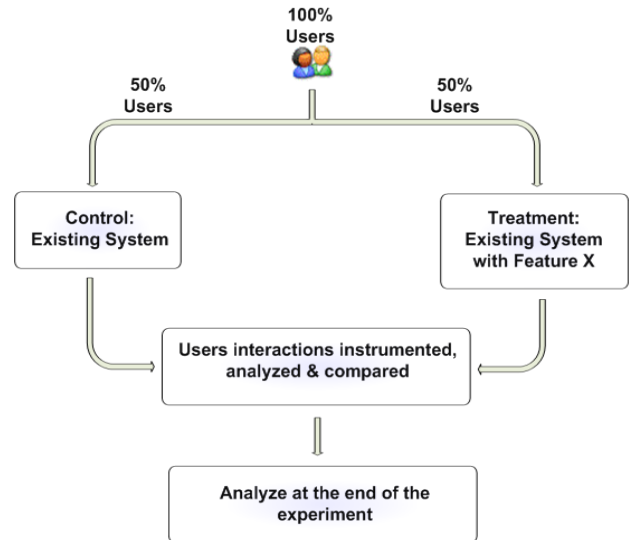 100%
Users
50%
Users
50%
Users
Control:
Existing System
Treatment:
Existing System
with Feature X
Users interactions instrumented,
analyzed & compared
Analyze at the end of the
experiment